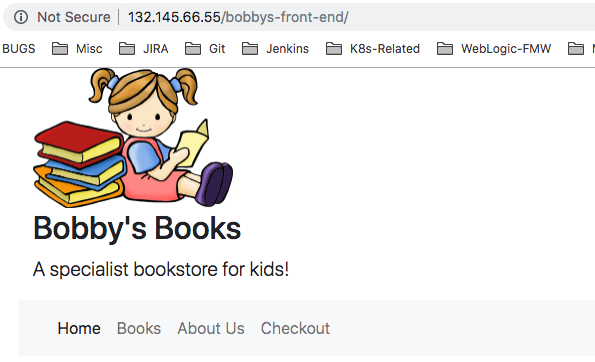 Not Secure 132.145.66.55/bobbys-front-end/
BUGS Misc JIRA Git Jenkins K8s-Related WebLogic-FMW
Bobby's Books
A specialist bookstore for kids!
Home Books About Us Checkout